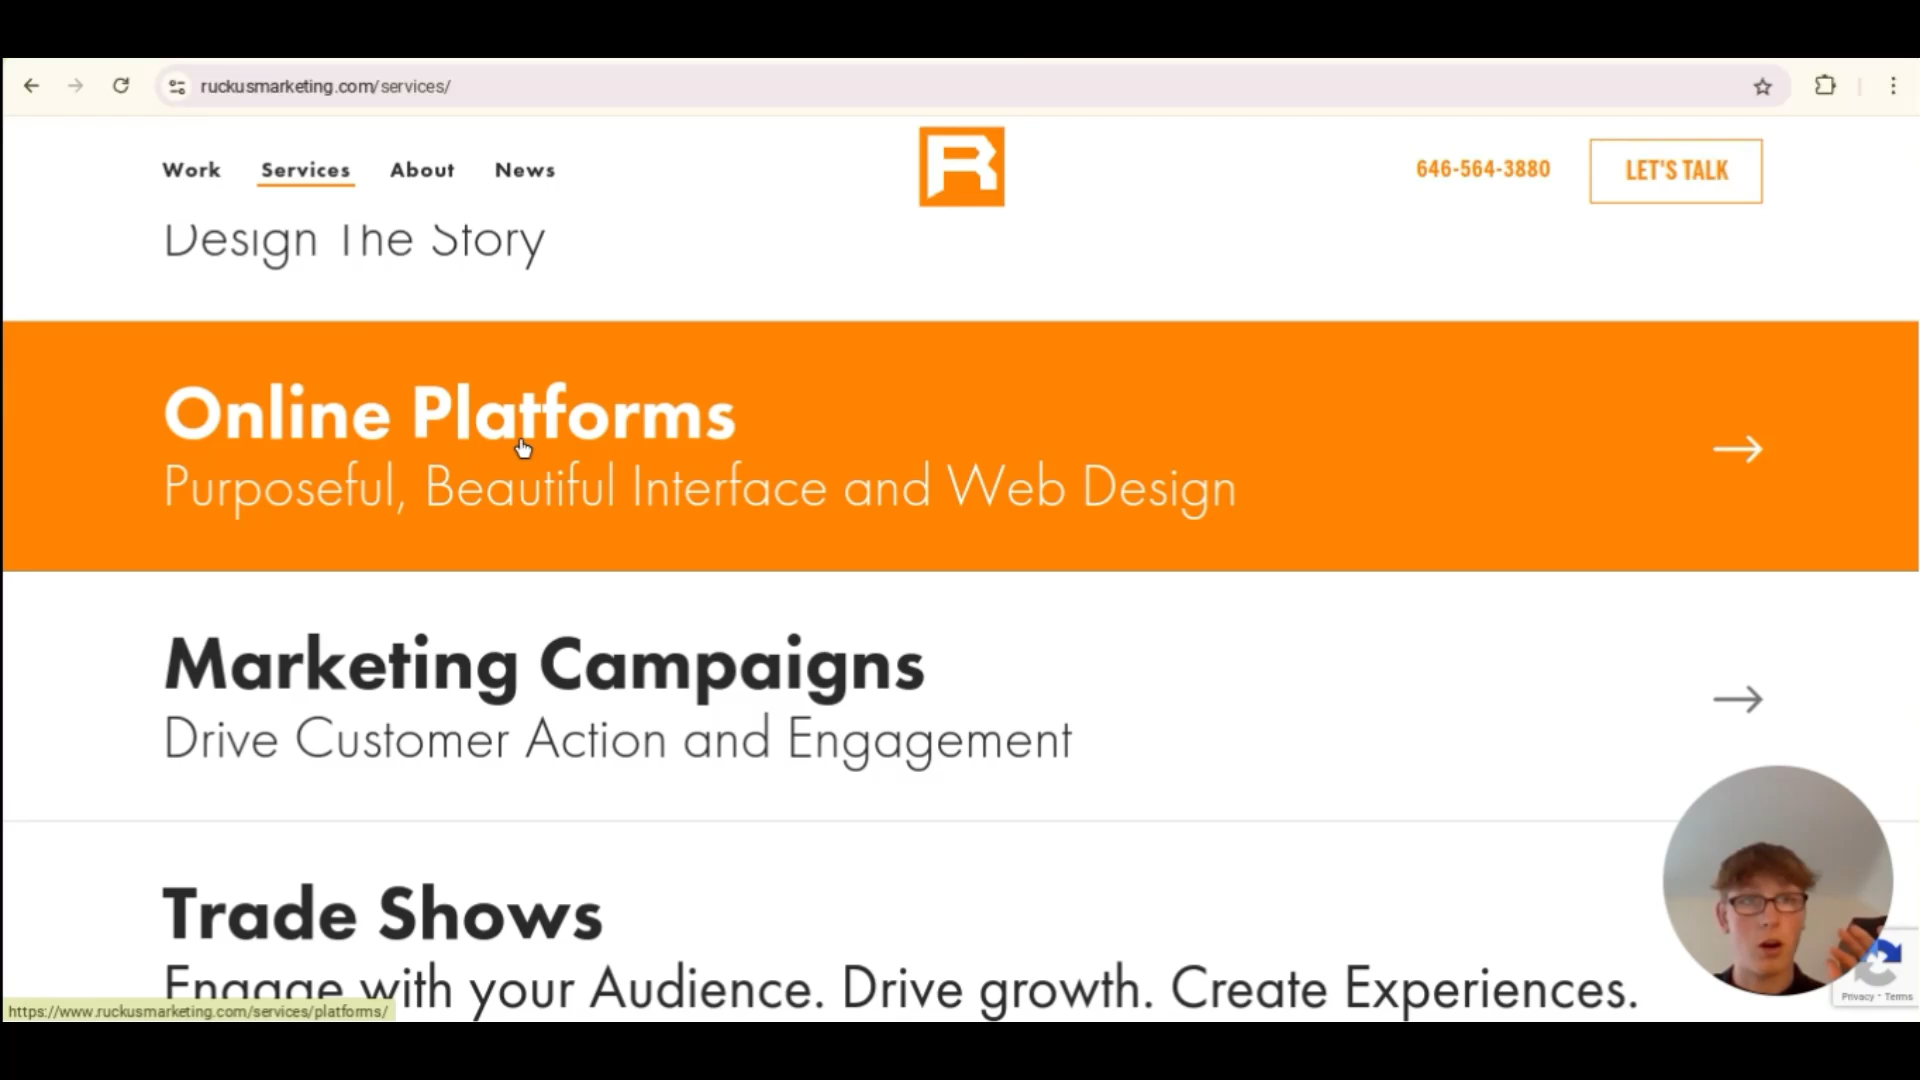 ruckusmarketing.com/services/
Work Services About News
R
646-564-3880
LET'S TALK
Design The Story
Online Platforms
Purposeful, Beautiful Interface and Web Design
Marketing Campaigns
Drive Customer Action and Engagement
Trade Shows
Engage with your Audience. Drive growth. Create Experiences.
https://www.ruckusmarketing.com/services/platforms/
Privacy - Terms